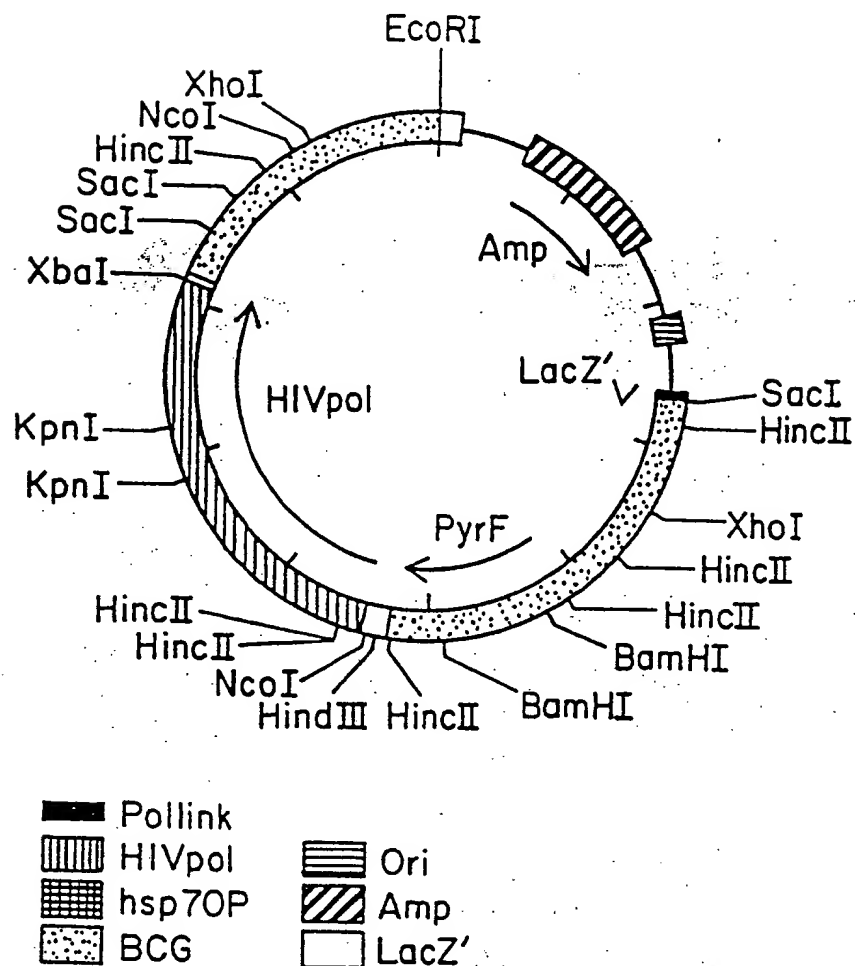 EcoRI
XhoI
NcoI
HincII
SacI
SacI
XbaI
Amp
LacZ'
HIVpol
SacI
HincII
KpnI
KpnI
XhoI
PyrF
HincII
HincII
HincII
HincII
BamHI
NcoI
HindIII HincII BamHI
Pollink
HIVpol
Ori
hsp70P
Amp
BCG
LacZ'